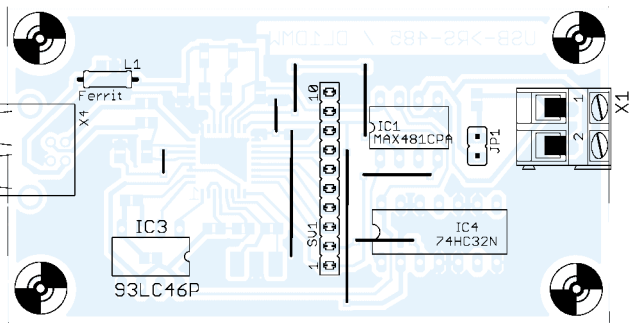 USB->RS-485 / DL1DMW
L1
Ferrit
X4
10
IC1
MAX481CPA
JP1
1
2
X1
IC3
93LC46P
SV1
1
IC4
74HC32N